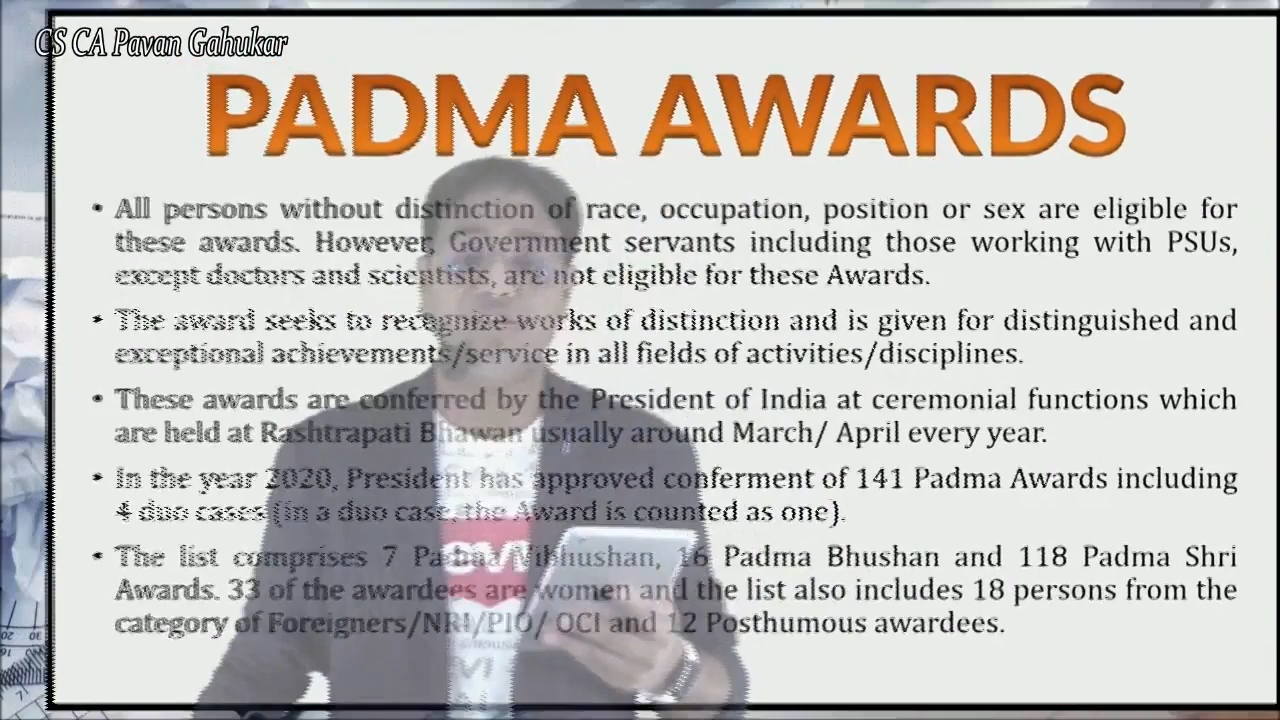 CS CA Pavan Gahukar
PADMA AWARDS
• All persons without distinction of race, occupation, position or sex are eligible for
these awards. However, Government servants including those working with PSUs,
except doctors and scientists, are not eligible for these Awards.
• The award seeks to recognize works of distinction and is given for distinguished and
exceptional achievements/service in all fields of activities/disciplines.
• These awards are conferred by the President of India at ceremonial functions which
are held at Rashtrapati Bhawan usually around March/ April every year.
• In the year 2020, President has approved conferment of 141 Padma Awards including
4 duo cases (in a duo case, the Award is counted as one).
• The list comprises 7 Padma Vibhushan, 16 Padma Bhushan and 118 Padma Shri
Awards. 33 of the awardees are women and the list also includes 18 persons from the
category of Foreigners/NRI/PIO/ OCI and 12 Posthumous awardees.